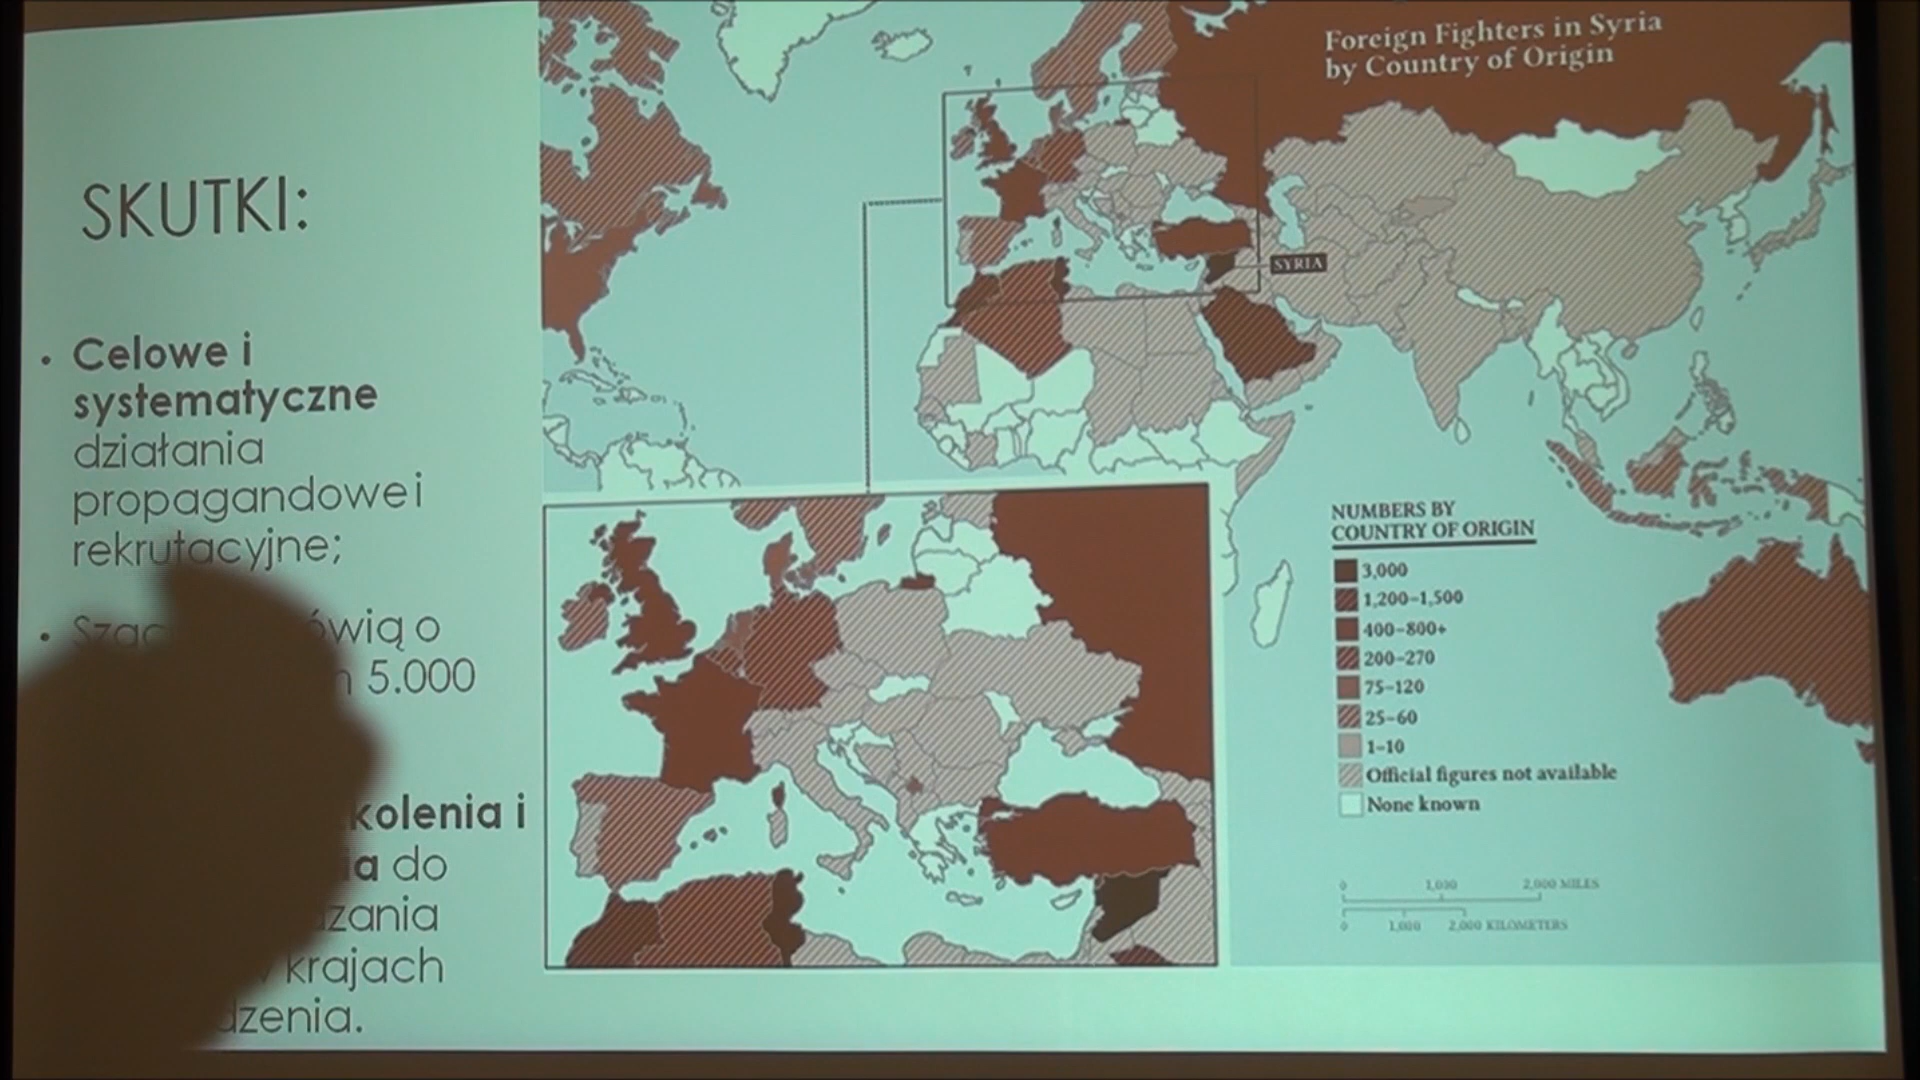 SKUTKI:
• Celowe i
systematyczne
działania
propagandowe i
rekrutacyjne;
• ówią o
5.000
kolenia i
do
krajach
dzenia.
Foreign Fighters in Syria
by Country of Origin
SYRIA
NUMBERS BY
COUNTRY OF ORIGIN
3,000
1,200–1,500
400–800+
200–270
75–120
25–60
1–10
Official figures not available
None known
0 1,000 2,000 MILES
0 1,000 2,000 KILOMETERS